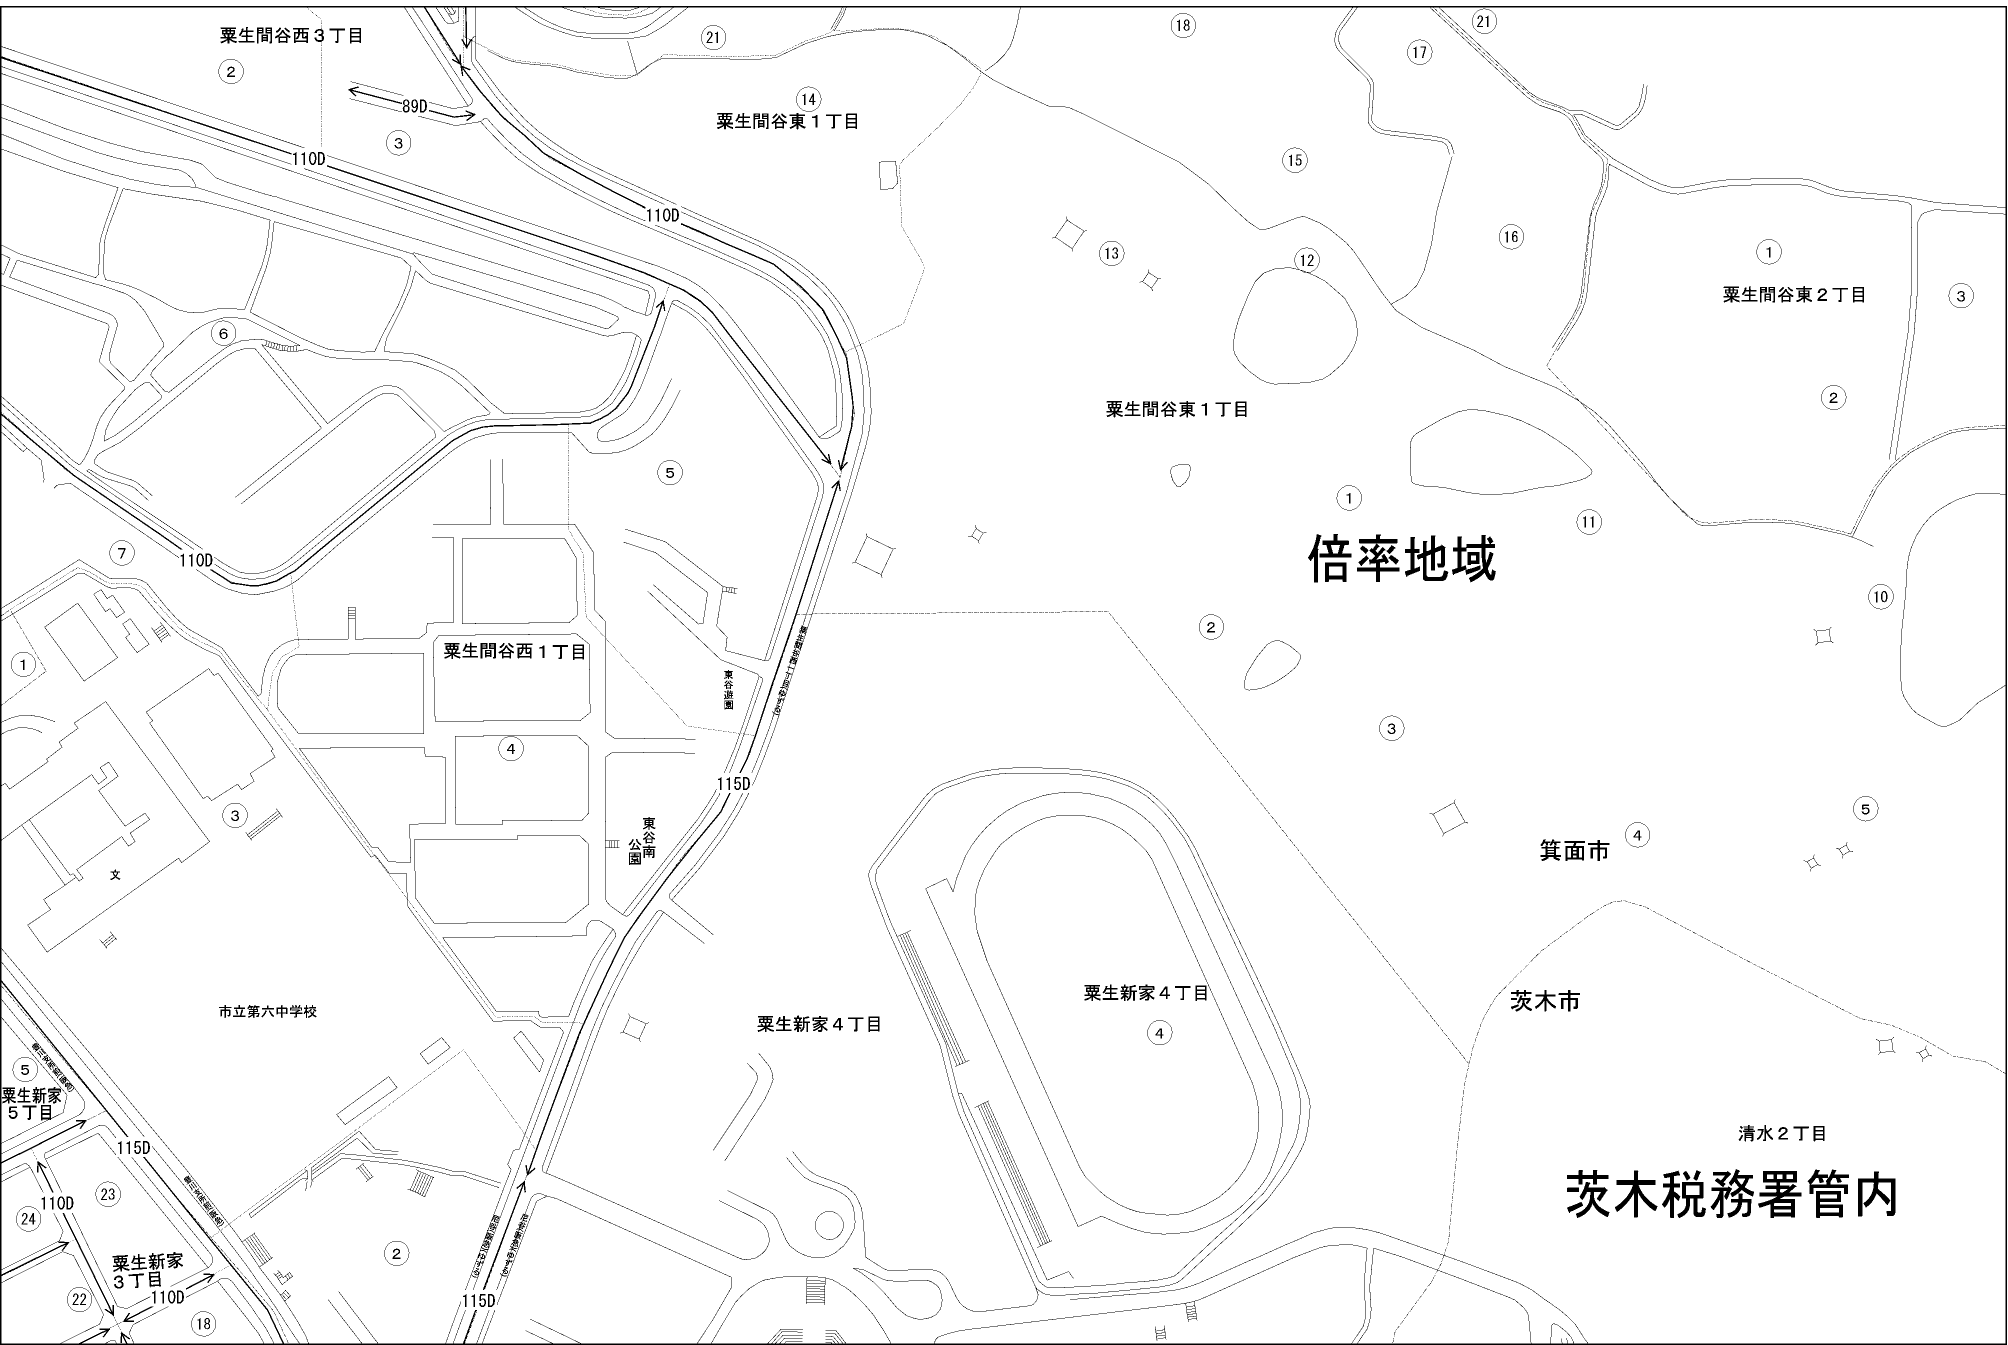 粟生間谷西３丁目
2
89D
3
110D
110D
21
14
粟生間谷東１丁目
18
17
21
15
16
13
12
1
粟生間谷東２丁目
3
2
6
5
粟生間谷東１丁目
1
11
倍率地域
10
7
110D
1
粟生間谷西１丁目
東谷遊園
2
3
4
115D
東谷南
公園
3
文
箕面市
4
5
市立第六中学校
粟生新家４丁目
粟生新家４丁目
4
茨木市
清水２丁目
茨木税務署管内
5
粟生新家
５丁目
115D
110D
23
24
粟生新家
３丁目
110D
22
18
2
115D